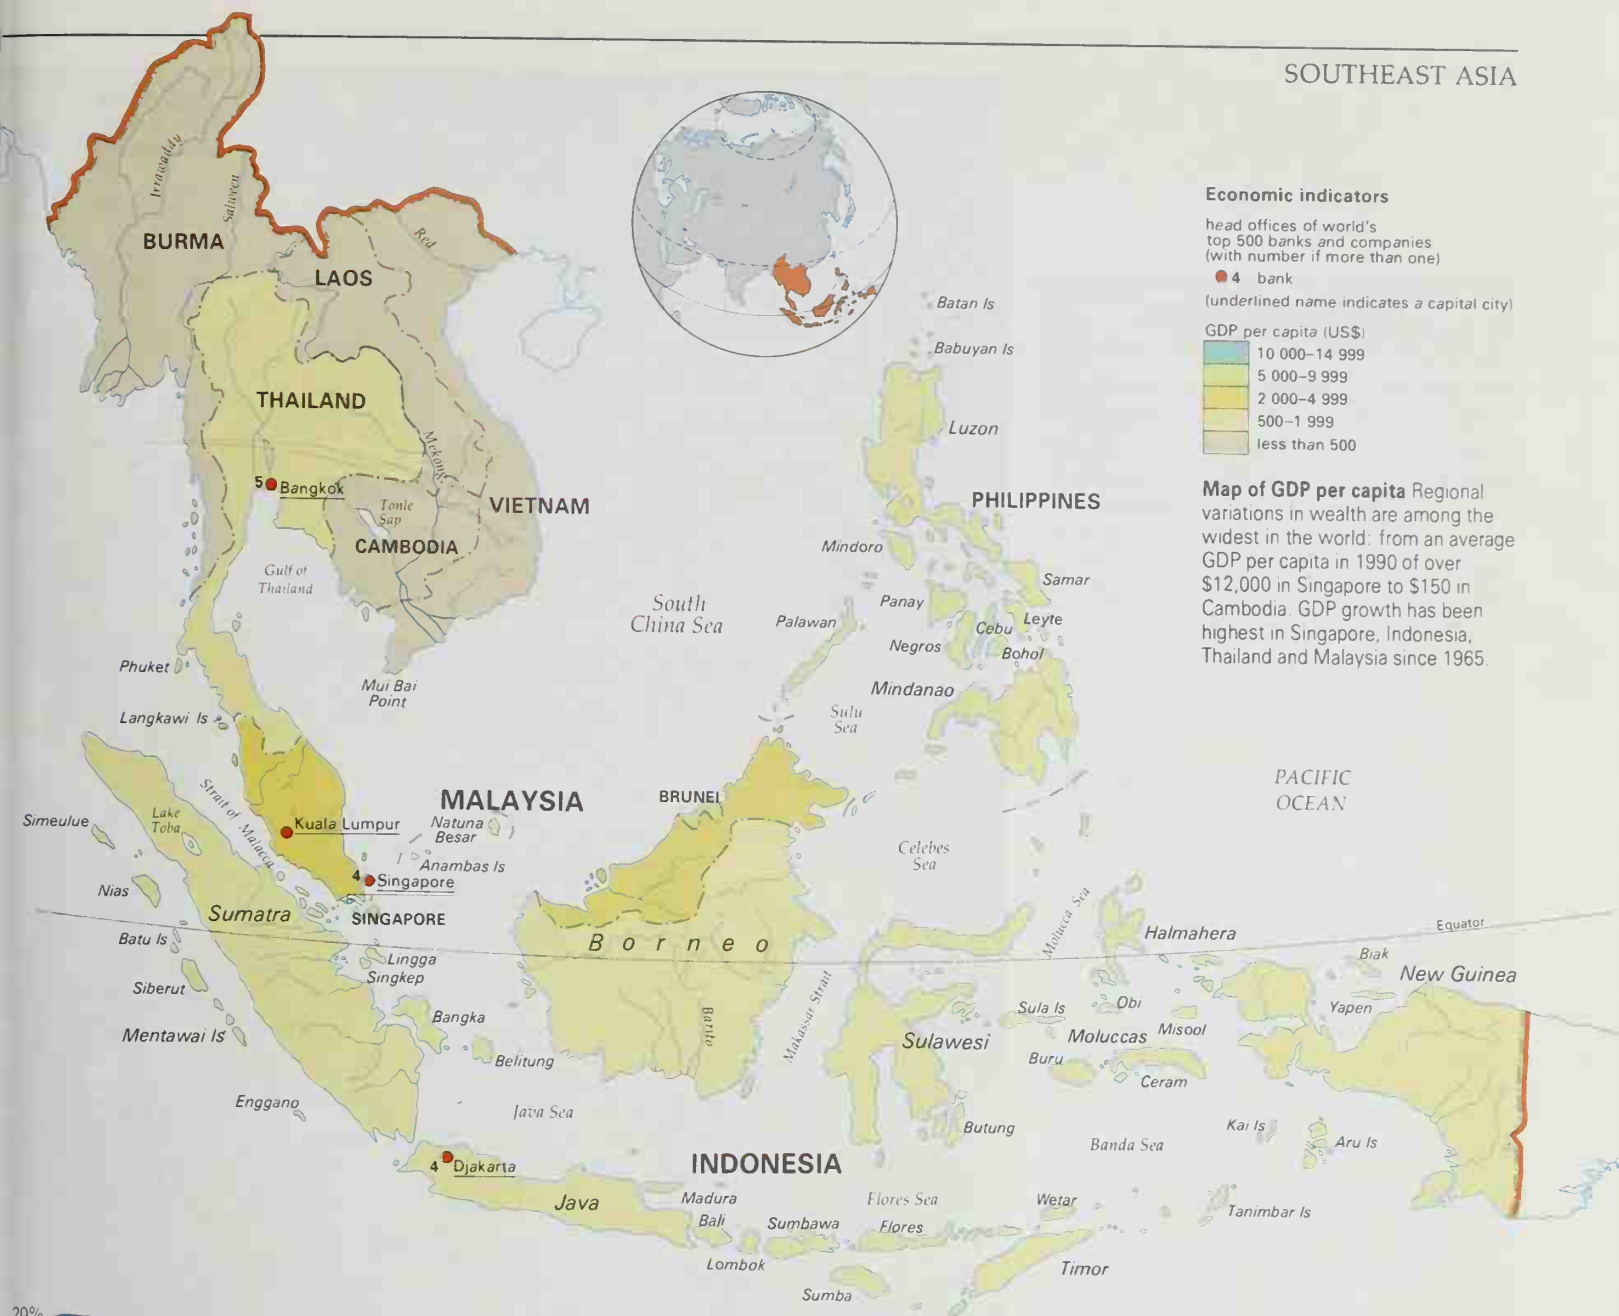 SOUTHEAST ASIA
Economic indicators
head offices of world's
top 500 banks and companies
(with number if more than one)
4 bank
(underlined name indicates a capital city)
GDP per capita (US$)
10 000–14 999
5 000–9 999
2 000–4 999
500–1 999
less than 500
Map of GDP per capita Regional
variations in wealth are among the
widest in the world: from an average
GDP per capita in 1990 of over
$12,000 in Singapore to $150 in
Cambodia. GDP growth has been
highest in Singapore, Indonesia,
Thailand and Malaysia since 1965.
Irrawaddy
Salween
BURMA
Red
LAOS
Batan Is
Babuyan Is
THAILAND
Luzon
Mekong
5 Bangkok
Tonle
Sap
VIETNAM
PHILIPPINES
CAMBODIA
Mindoro
Gulf of
Thailand
Samar
South
China Sea
Panay
Palawan
Cebu
Leyte
Negros
Bohol
Phuket
Mui Bai
Point
Mindanao
Langkawi Is
Sulu
Sea
PACIFIC
OCEAN
Strait of Malacca
MALAYSIA
BRUNEI
Simeulue
Lake
Toba
Kuala Lumpur
Natuna
Besar
Celebes
Sea
Anambas Is
4 Singapore
Nias
Sumatra
SINGAPORE
Molucca Sea
Equator
Batu Is
Borneo
Halmahera
Lingga
Singkep
Biak
New Guinea
Siberut
Makassar Strait
Bangka
Barito
Sula Is
Obi
Yapen
Mentawai Is
Sulawesi
Moluccas
Misool
Belitung
Buru
Ceram
Enggano
Java Sea
Butung
Kai Is
Aru Is
Banda Sea
4 Djakarta
INDONESIA
Java
Madura
Flores Sea
Wetar
Tanimbar Is
Bali
Sumbawa
Flores
Lombok
Timor
Sumba
20%